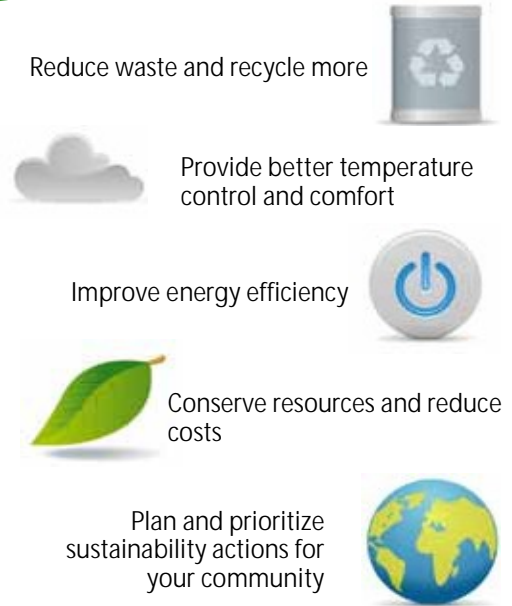 Reduce waste and recycle more
Provide better temperature
control and comfort
Improve energy efficiency
Conserve resources and reduce
costs
Plan and prioritize
sustainability actions for
your community